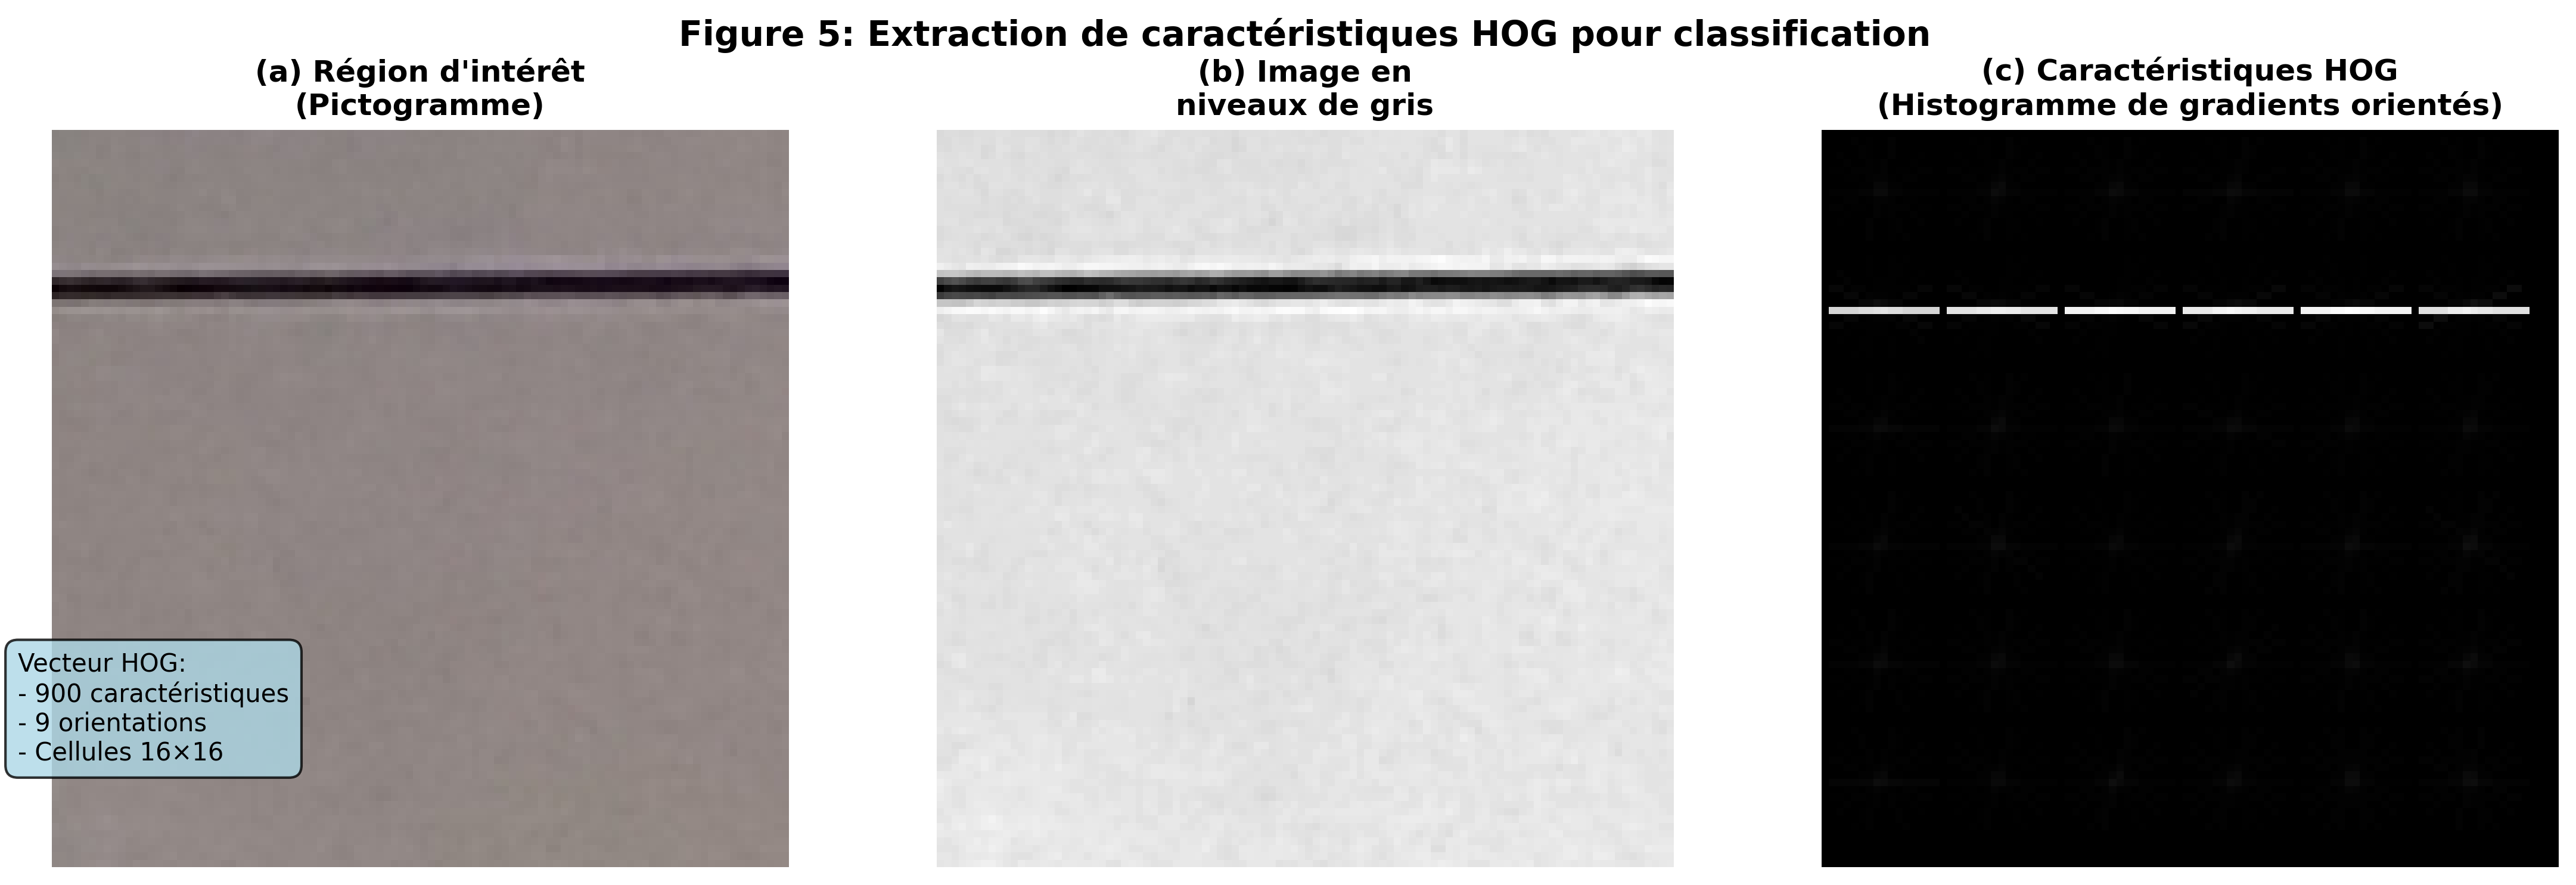 Figure 5: Extraction de caractéristiques HOG pour classification
(a) Région d'intérêt
(Pictogramme)
(b) Image en
niveaux de gris
(c) Caractéristiques HOG
(Histogramme de gradients orientés)
Vecteur HOG:
- 900 caractéristiques
- 9 orientations
- Cellules 16×16